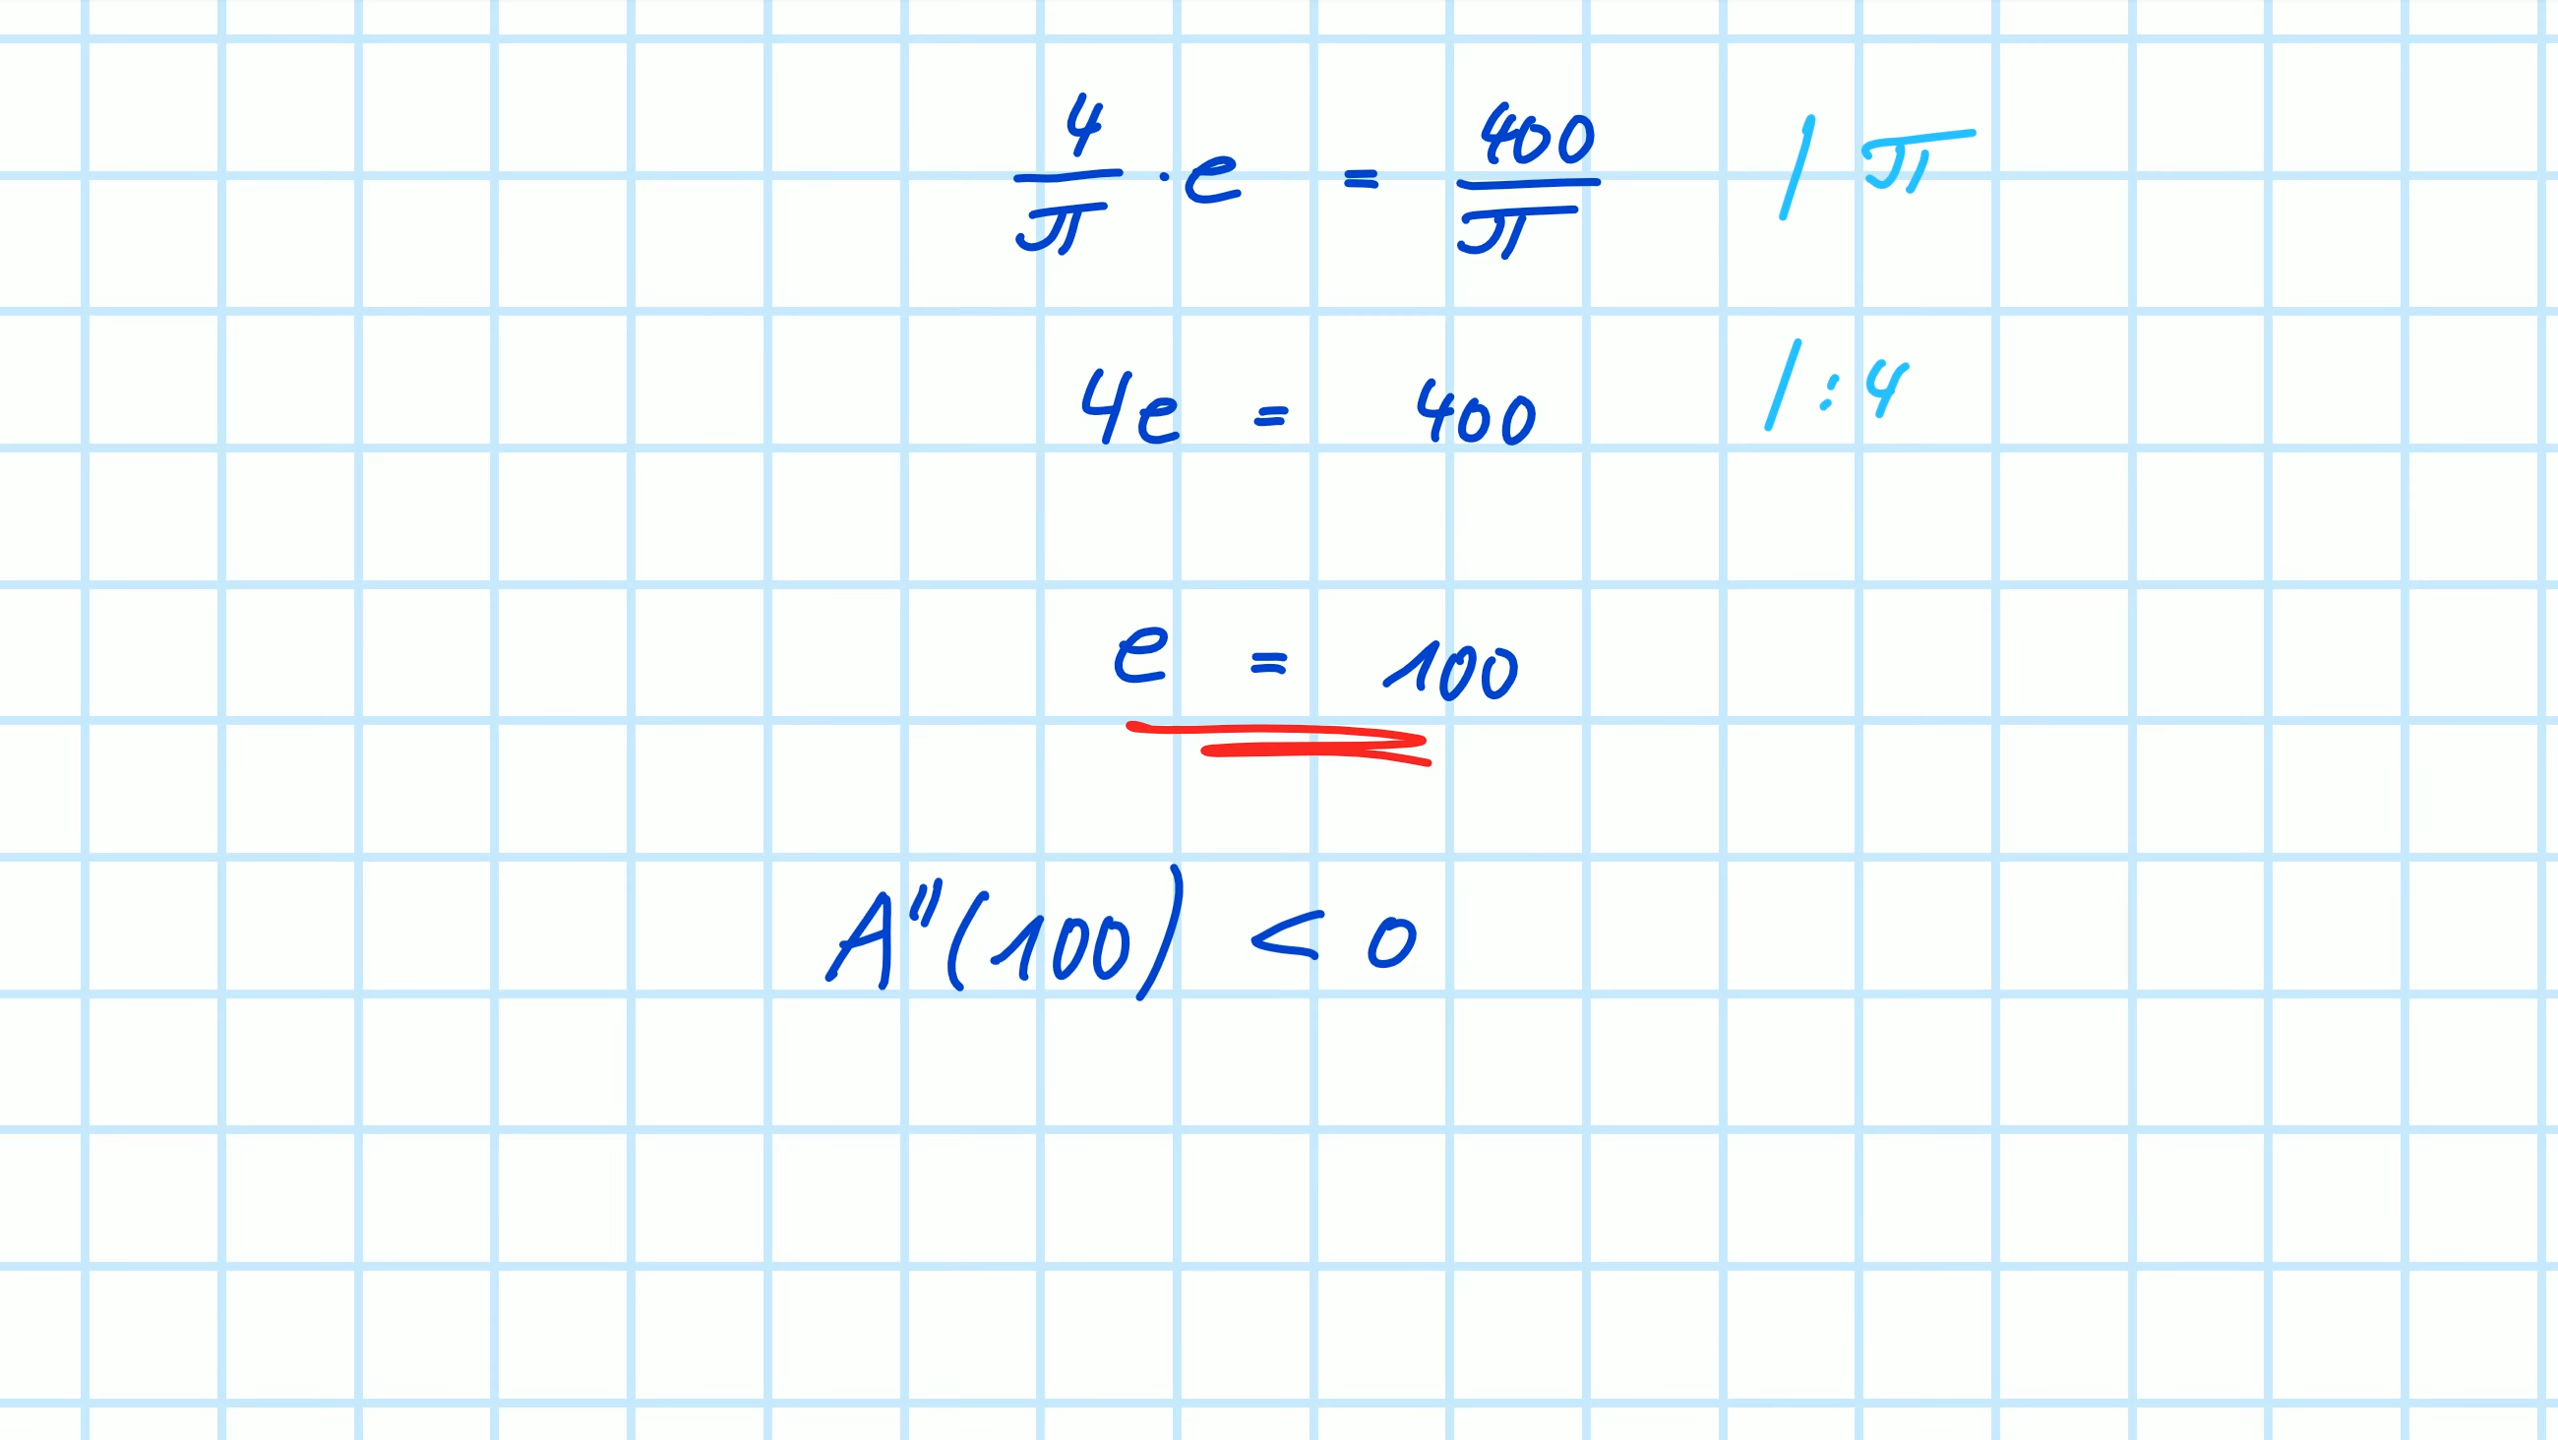 4/π · e = 400/π | π
4e = 400 | : 4
e = 100
A''(100) < 0